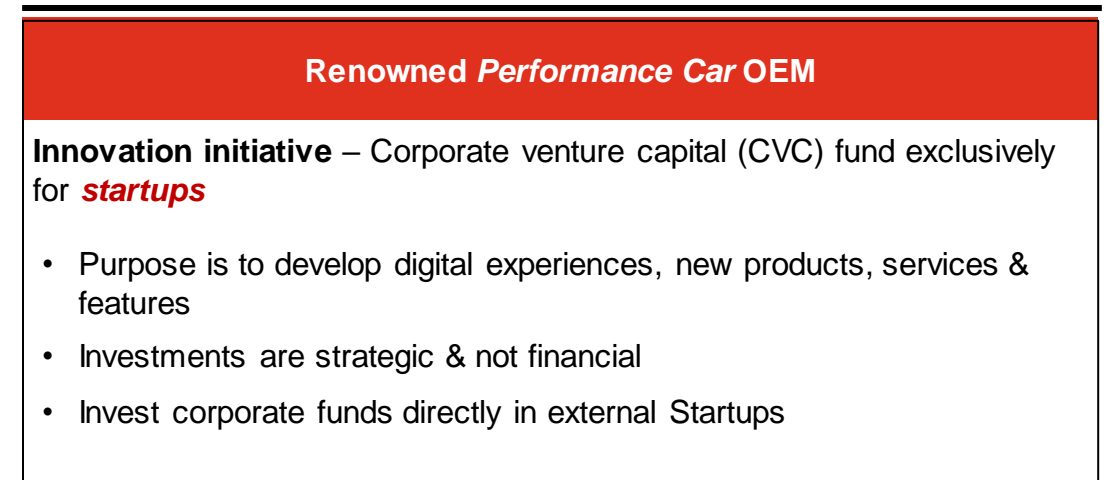 Renowned Performance Car OEM
Innovation initiative – Corporate venture capital (CVC) fund exclusively
for startups
• Purpose is to develop digital experiences, new products, services &
features
• Investments are strategic & not financial
• Invest corporate funds directly in external Startups